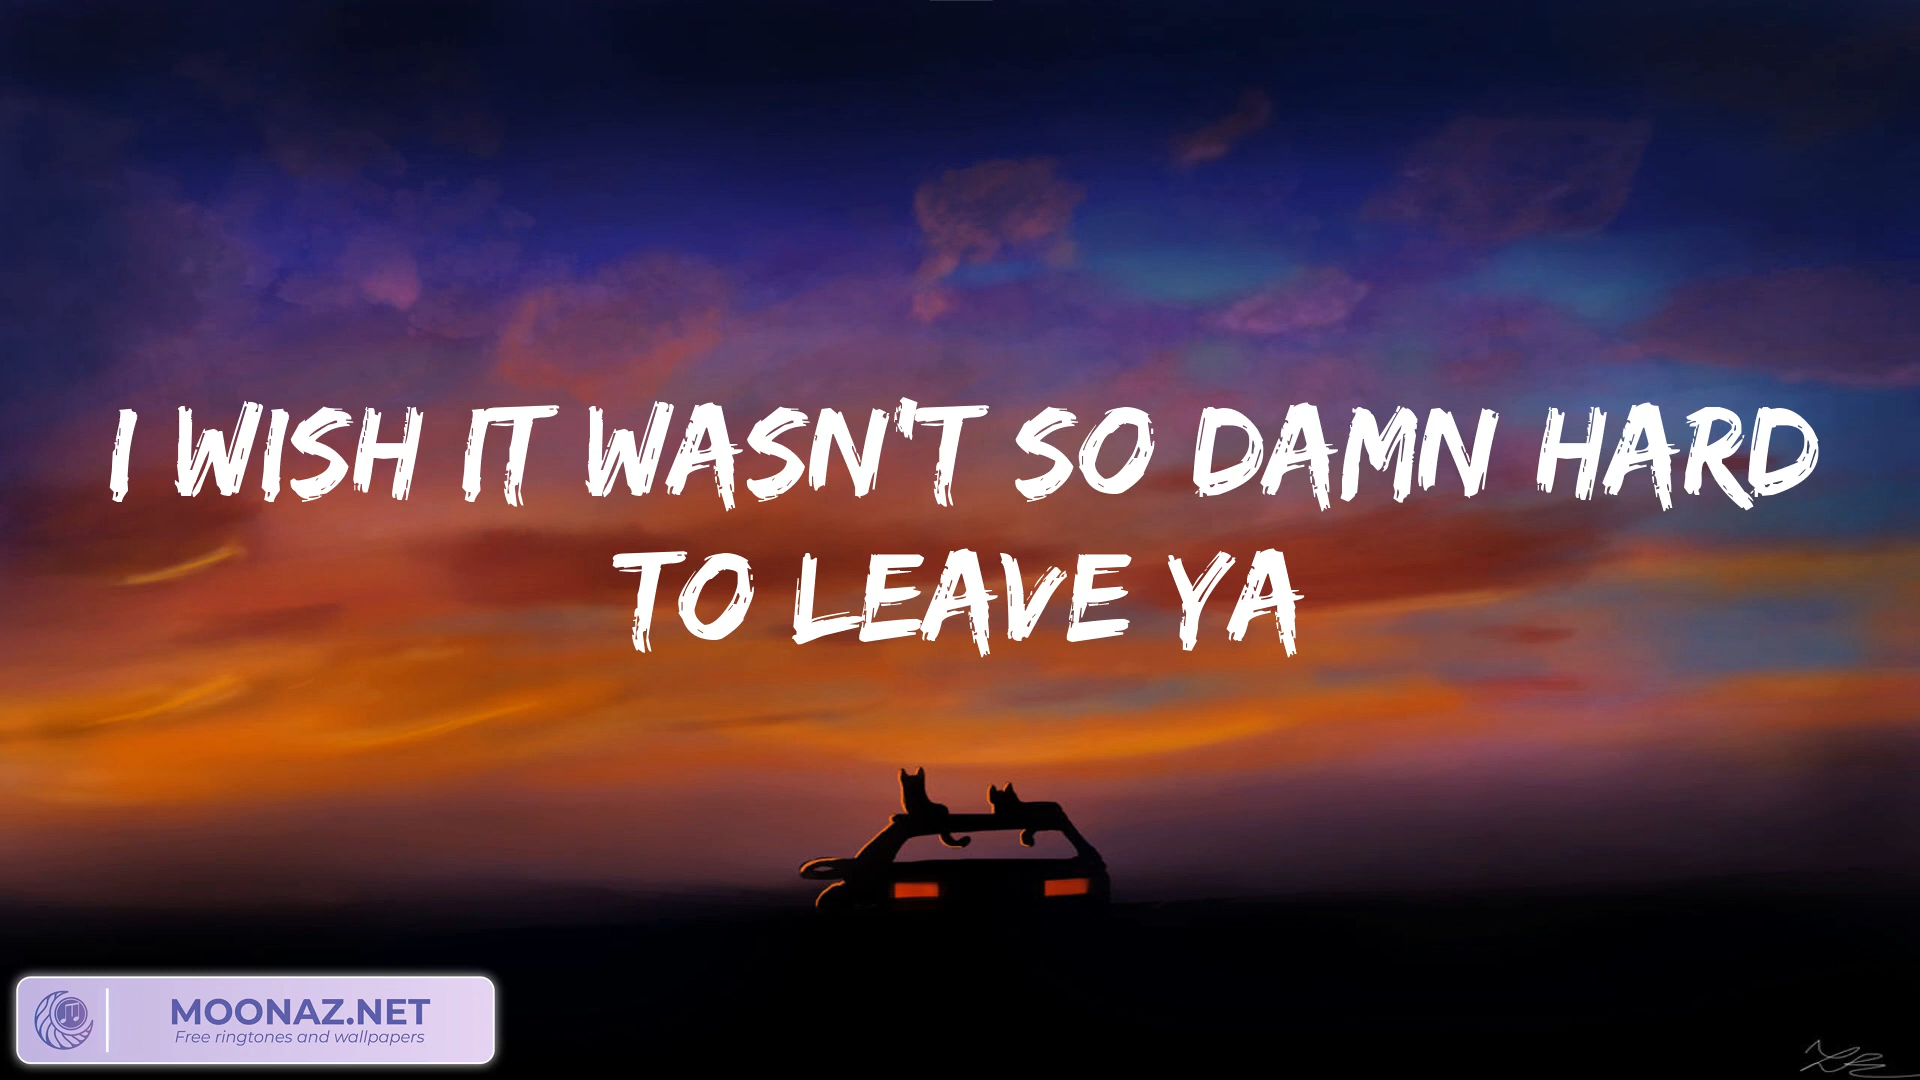 I WISH IT WASN'T SO DAMN HARD
TO LEAVE YA
MOONAZ.NET
Free ringtones and wallpapers